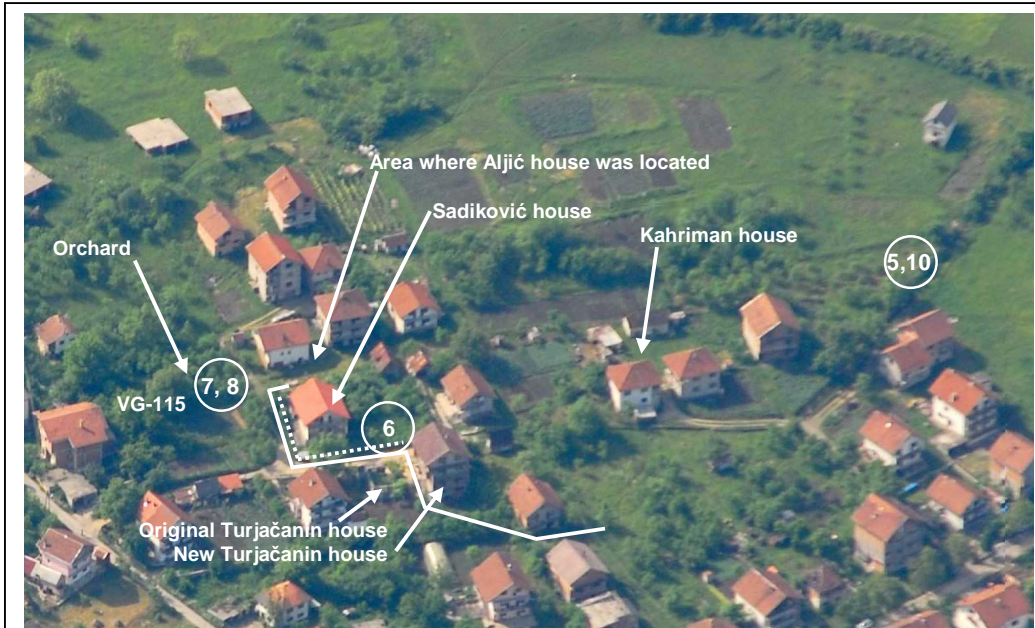 Area where Aljić house was located
Sadiković house
Kahriman house
Orchard
5,10
7, 8
VG-115
6
Original Turjačanin house
New Turjačanin house